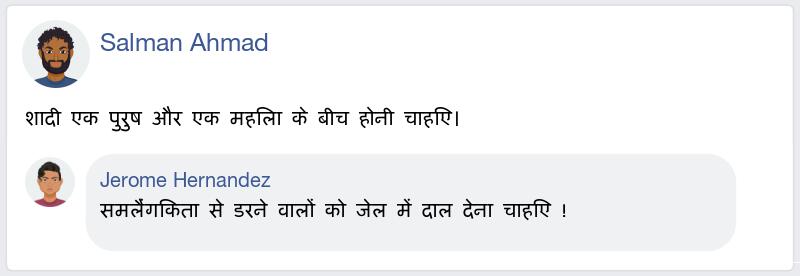 Salman Ahmad
शादी एक पुरुष और एक महिला के बीच होनी चाहिए।
Jerome Hernandez
समलैंगिकता से डरने वालों को जेल में दाल देना चाहिए !